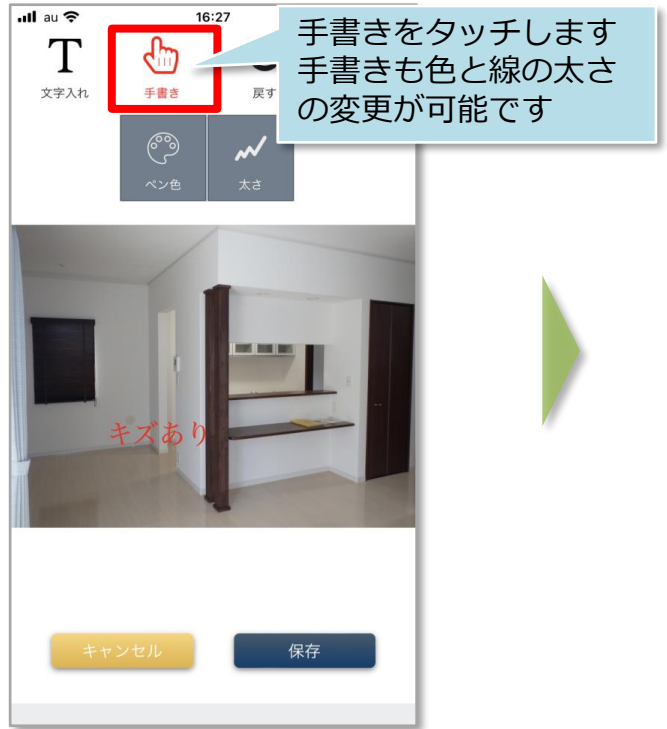 au 16:27
手書きをタッチします
手書きも色と線の太さ
の変更が可能です
T
文字入れ 手書き 戻す
ペン色 太さ
キズあり
キャンセル 保存